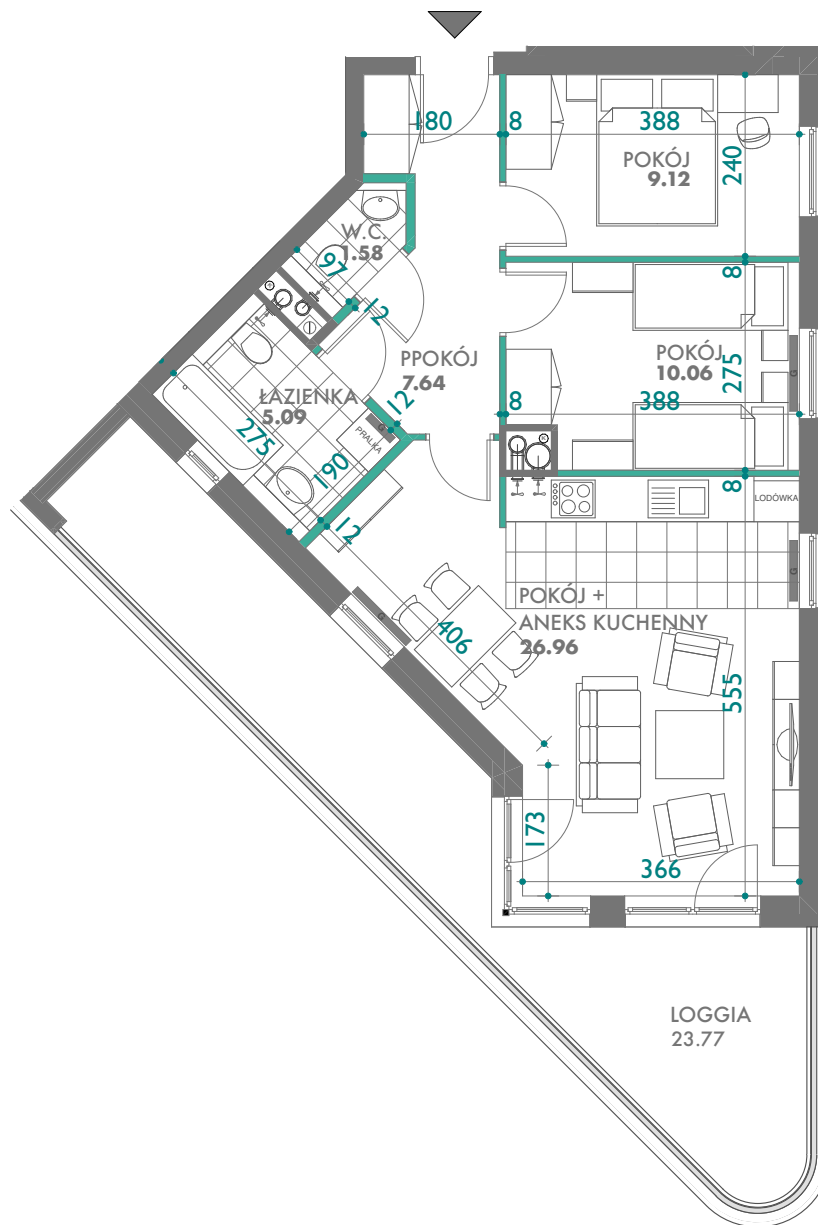 180
8
388
POKÓJ
9.12
240
W.C.
1.58
97
12
8
POKÓJ
10.06
275
PPOKÓJ
7.64
8
388
ŁAZIENKA
5.09
12
G
PRALKA
275
190
12
G
K
K
8
LODÓWKA
G
G
POKÓJ +
ANEKS KUCHENNY
26.96
406
555
173
366
LOGGIA
23.77